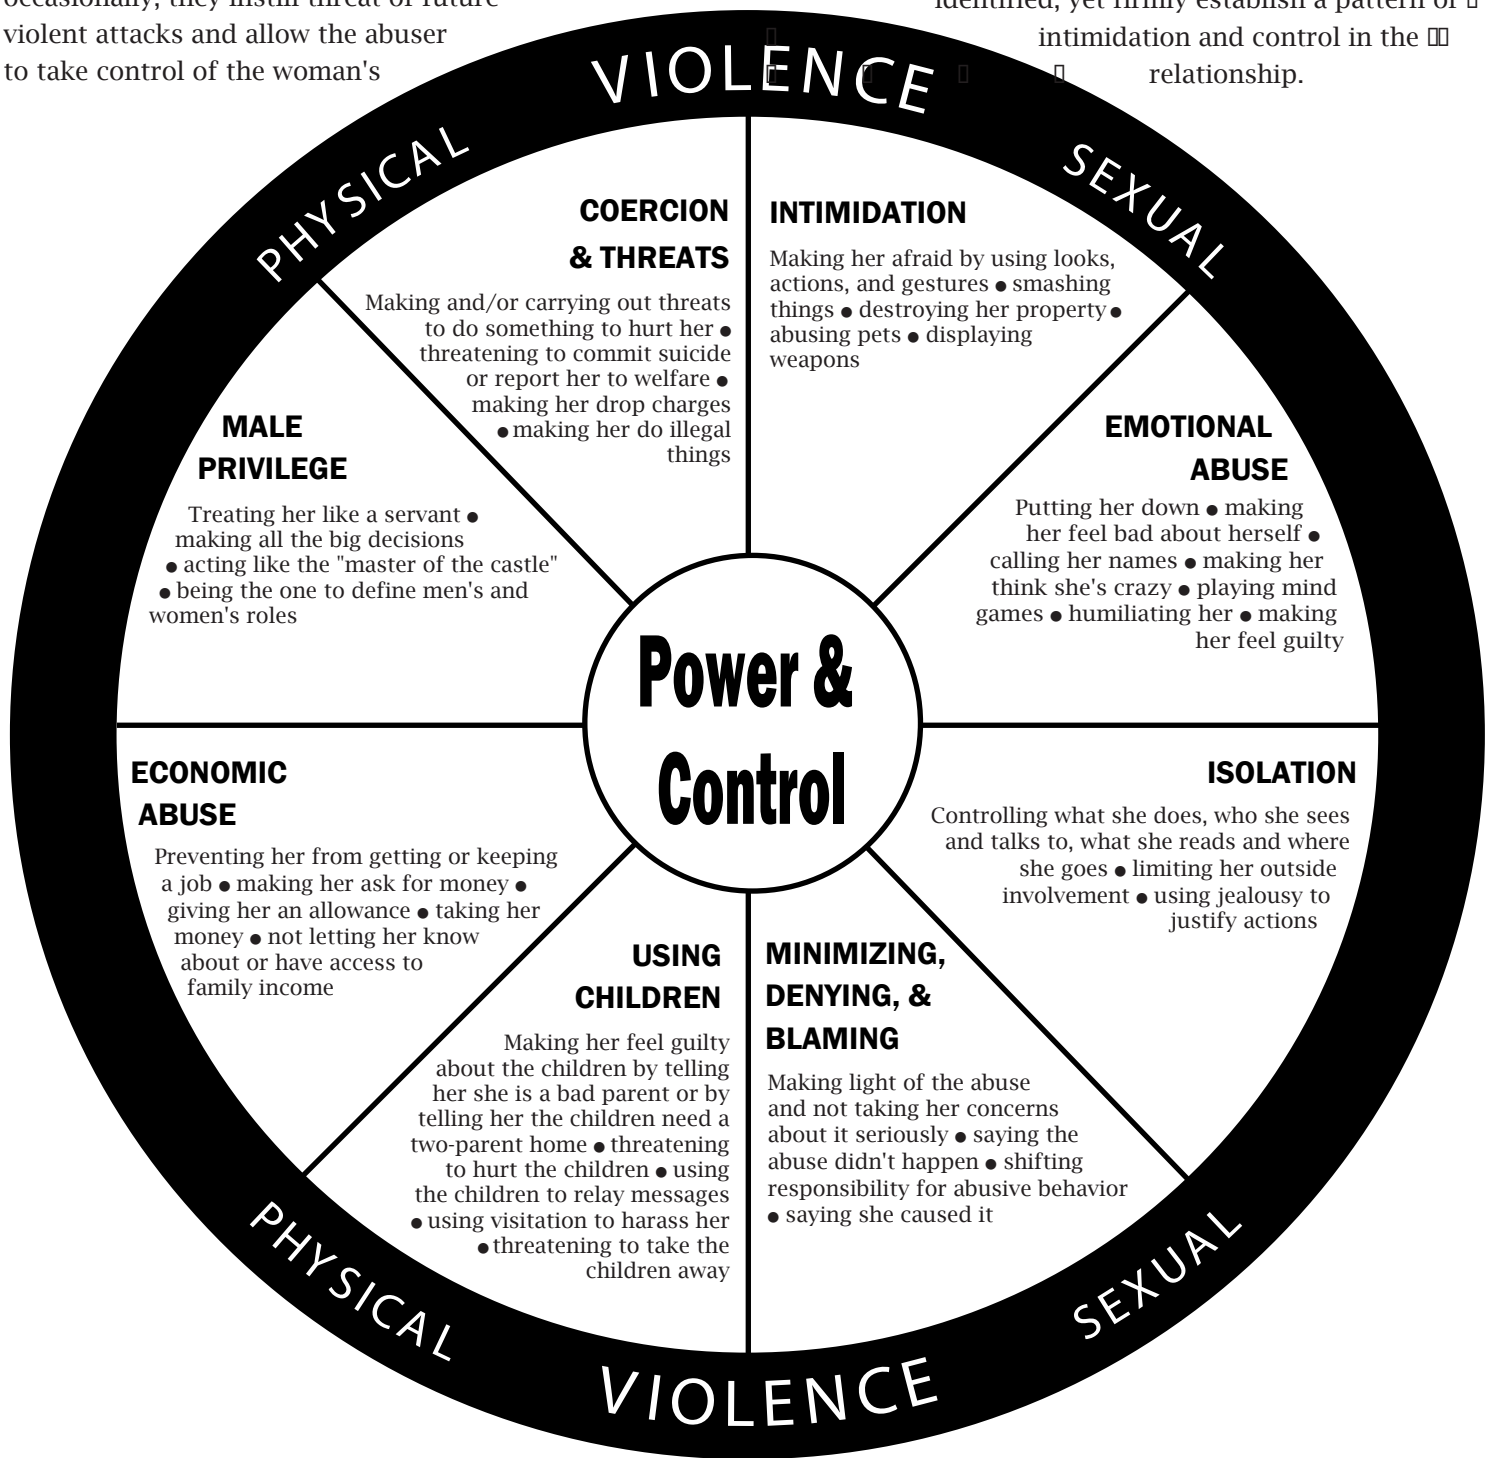 occasionally, they instill threat of future
violent attacks and allow the abuser
to take control of the woman's
identified, yet firmly establish a pattern of
intimidation and control in the
relationship.
VIOLENCE
PHYSICAL
SEXUAL
COERCION
& THREATS
Making and/or carrying out threats
to do something to hurt her ●
threatening to commit suicide
or report her to welfare ●
making her drop charges
● making her do illegal
things
INTIMIDATION
Making her afraid by using looks,
actions, and gestures ● smashing
things ● destroying her property ●
abusing pets ● displaying
weapons
MALE
PRIVILEGE
Treating her like a servant ●
making all the big decisions
● acting like the "master of the castle"
● being the one to define men's and
women's roles
EMOTIONAL
ABUSE
Putting her down ● making
her feel bad about herself ●
calling her names ● making her
think she's crazy ● playing mind
games ● humiliating her ● making
her feel guilty
Power &
Control
ECONOMIC
ABUSE
Preventing her from getting or keeping
a job ● making her ask for money ●
giving her an allowance ● taking her
money ● not letting her know
about or have access to
family income
ISOLATION
Controlling what she does, who she sees
and talks to, what she reads and where
she goes ● limiting her outside
involvement ● using jealousy to
justify actions
USING
CHILDREN
Making her feel guilty
about the children by telling
her she is a bad parent or by
telling her the children need a
two-parent home ● threatening
to hurt the children ● using
the children to relay messages
● using visitation to harass her
● threatening to take the
children away
MINIMIZING,
DENYING, &
BLAMING
Making light of the abuse
and not taking her concerns
about it seriously ● saying the
abuse didn't happen ● shifting
responsibility for abusive behavior
● saying she caused it
PHYSICAL
SEXUAL
VIOLENCE